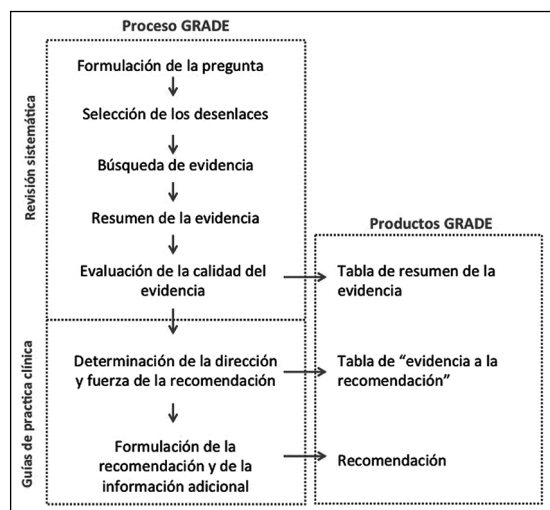 Proceso GRADE
Revisión sistemática
Formulación de la pregunta
Selección de los desenlaces
Búsqueda de evidencia
Resumen de la evidencia
Evaluación de la calidad del
evidencia
Productos GRADE
Tabla de resumen de la
evidencia
Guías de practica clínica
Determinación de la dirección
y fuerza de la recomendación
Tabla de “evidencia a la
recomendación”
Formulación de la
recomendación y de la
información adicional
Recomendación